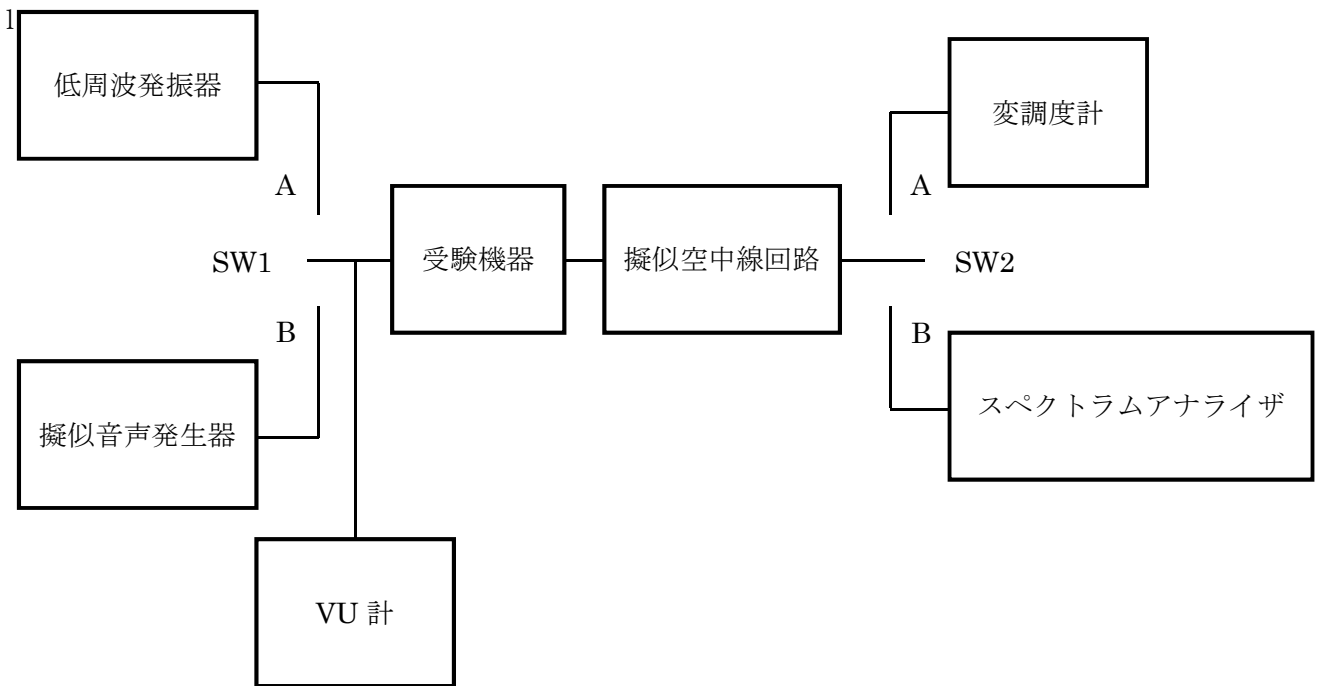 l
低周波発振器
変調度計
A
A
SW1
受験機器
擬似空中線回路
SW2
B
B
擬似音声発生器
スペクトラムアナライザ
VU 計